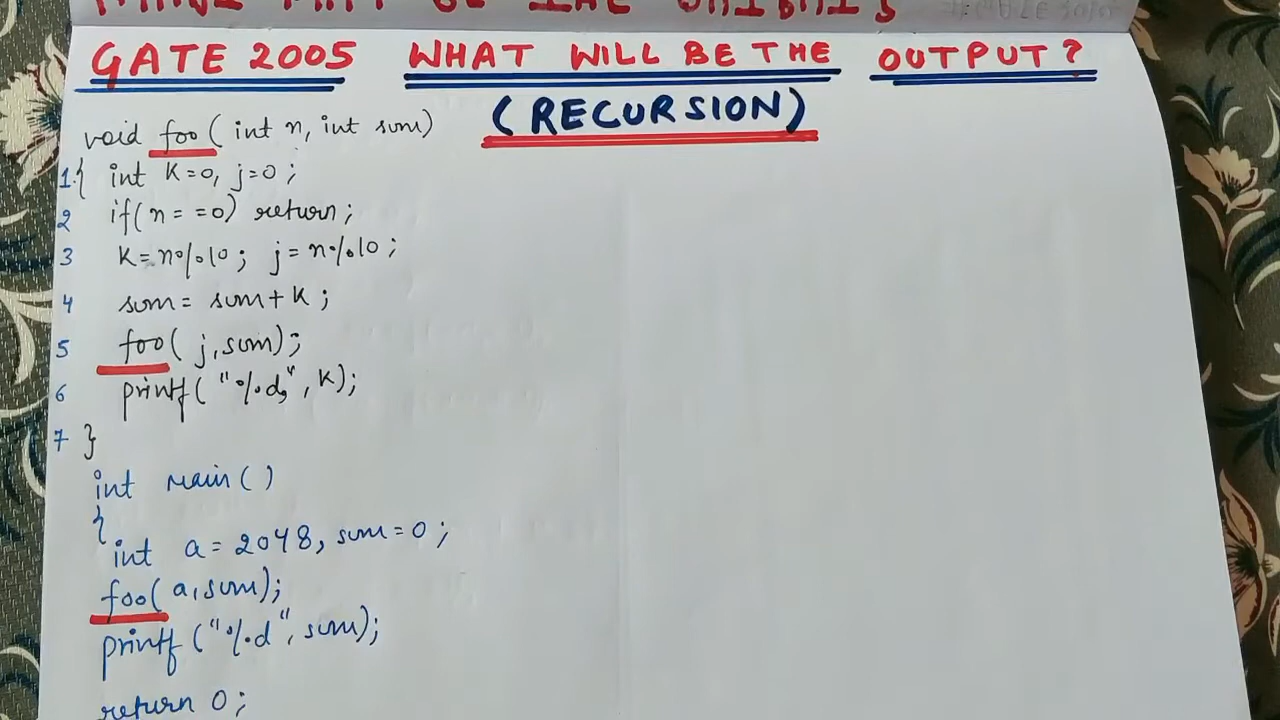 GATE 2005 WHAT WILL BE THE OUTPUT?
(RECURSION)
void foo( int n, int sum)
1.{ int K=0, j=0;
2 if(n==0) return;
3 K=n%10; j=n%10;
4 sum= sum+K;
5 foo( j,sum);
6 printf( "%d,", K);
7 }
int main()
{
int a=2048, sum=0;
foo( a,sum);
printf ("%d", sum);
return 0;